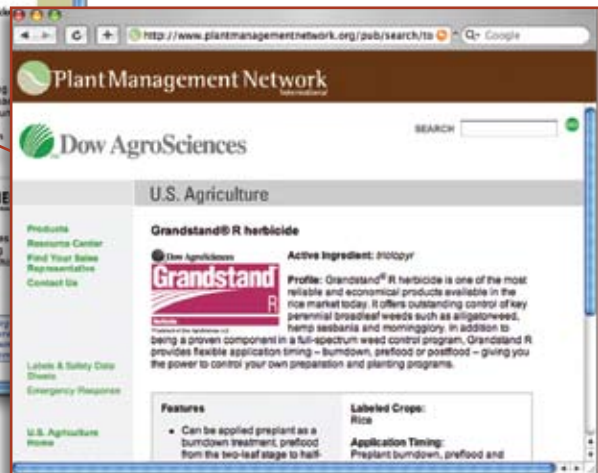 http://www.plantmanagementnetwork.org/pub/search/to
Google
Plant Management Network
International
Dow AgroSciences
SEARCH
U.S. Agriculture
Products
Resource Center
Find Your Sales
Representative
Contact Us
Labels & Safety Data
Sheets
Emergency Response
U.S. Agriculture
Home
Grandstand® R herbicide
Dow AgroSciences
Grandstand
R
Herbicide
Active Ingredient: triclopyr
Profile: Grandstand® R herbicide is one of the most
reliable and economical products available in the
rice market today. It offers outstanding control of key
perennial broadleaf weeds such as alligatorweed,
hemp sesbania and morningglory. In addition to
being a proven component in a full-spectrum weed control program, Grandstand R
provides flexible application timing – burndown, preflood or postflood – giving you
the power to control your own preparation and planting programs.
Features
• Can be applied preplant as a
burndown treatment, preflood
from the two-leaf stage to half-
Labeled Crops:
Rice
Application Timing:
Preplant burndown, preflood and